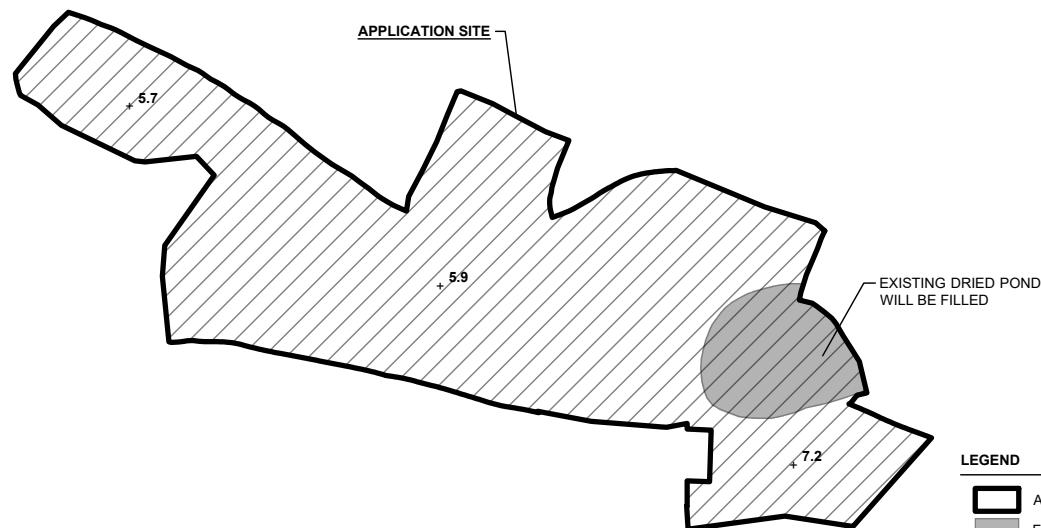 APPLICATION SITE
5.7
5.9
EXISTING DRIED POND
WILL BE FILLED
7.2
LEGEND